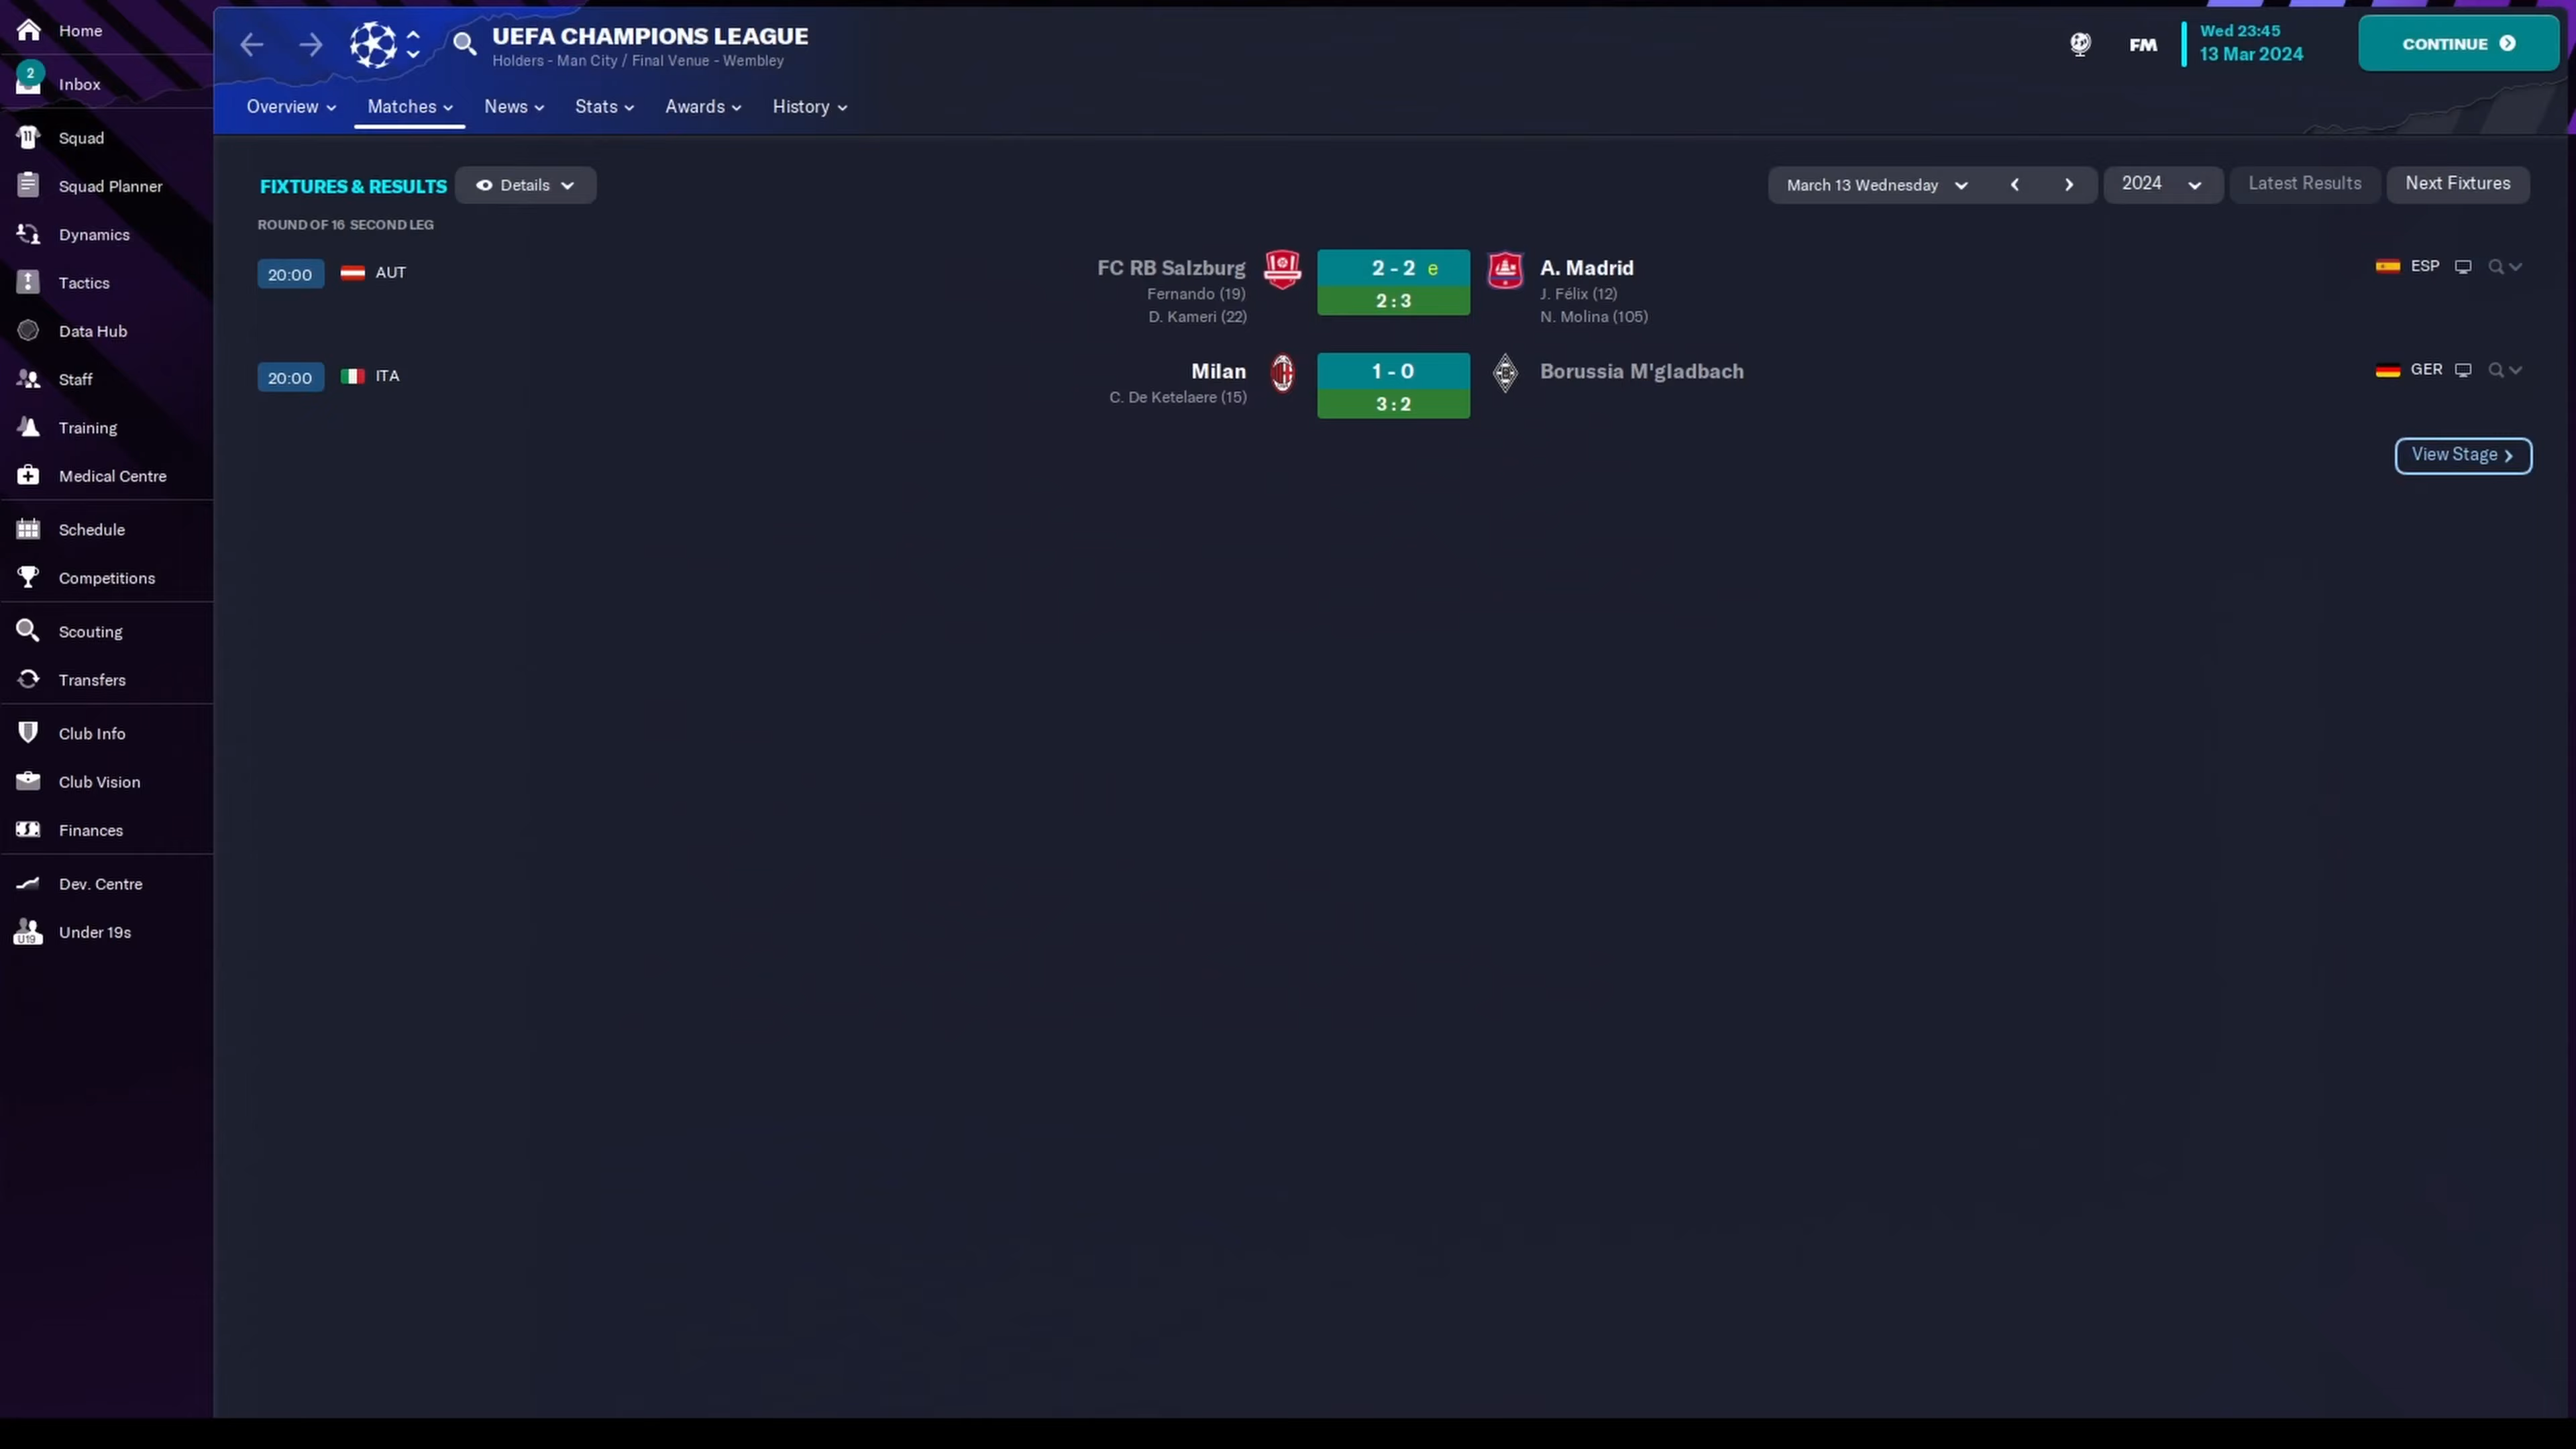 Home
2
Inbox
Squad
Squad Planner
Dynamics
Tactics
Data Hub
Staff
Training
Medical Centre
Schedule
Competitions
Scouting
Transfers
Club Info
Club Vision
Finances
Dev. Centre
U19
Under 19s
UEFA CHAMPIONS LEAGUE
Holders - Man City / Final Venue - Wembley
FM
Wed 23:45
13 Mar 2024
CONTINUE
Overview Matches News Stats Awards History
FIXTURES & RESULTS Details March 13 Wednesday 2024 Latest Results Next Fixtures
ROUND OF 16 SECOND LEG
20:00 AUT FC RB Salzburg 2 - 2 e A. Madrid ESP
Fernando (19) 2 : 3 J. Félix (12)
D. Kameri (22) N. Molina (105)
20:00 ITA Milan 1 - 0 Borussia M'gladbach GER
C. De Ketelaere (15) 3 : 2
View Stage